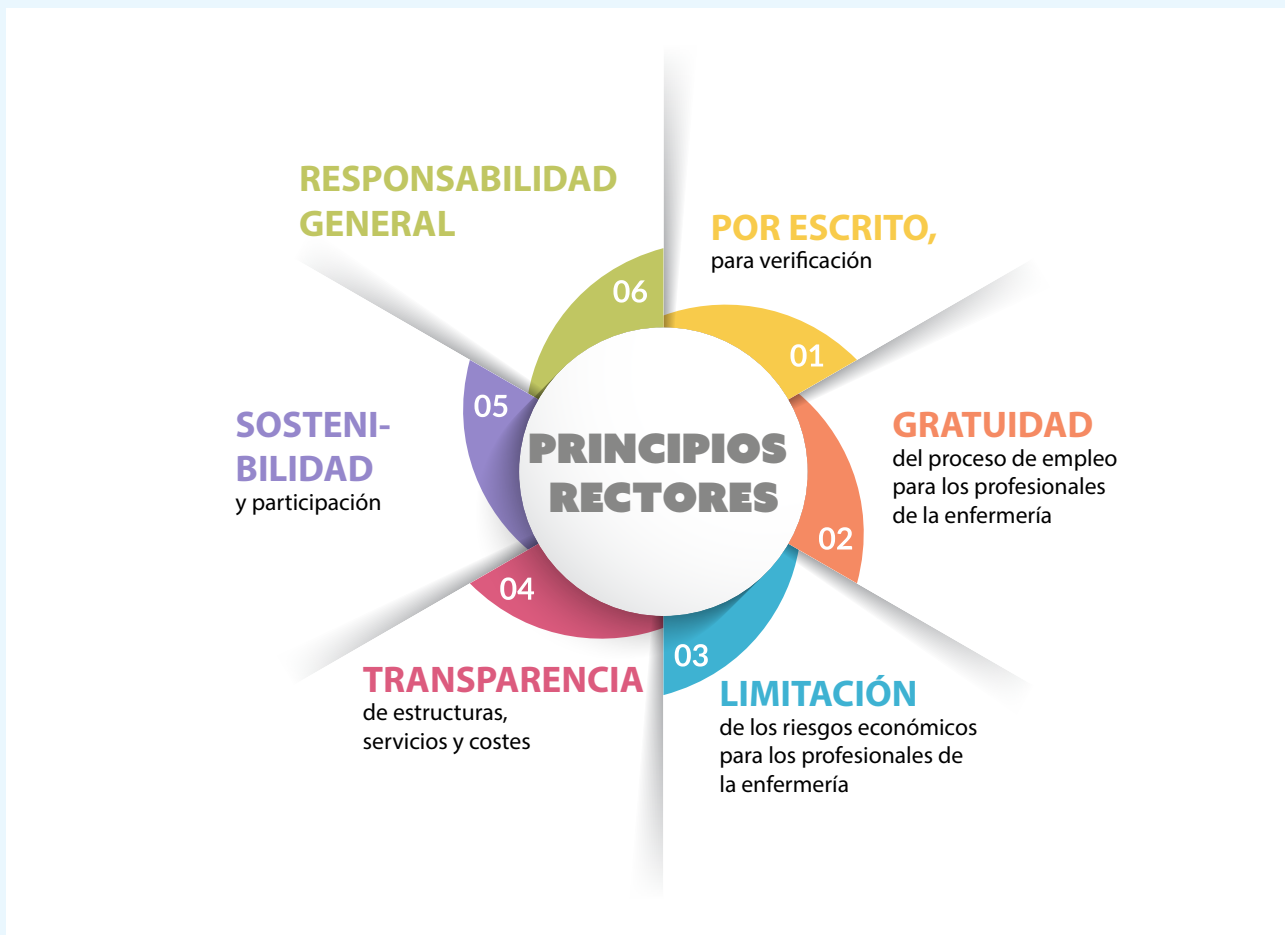 PRINCIPIOS
RECTORES
01
POR ESCRITO,
para verificación
02
GRATUIDAD
del proceso de empleo
para los profesionales
de la enfermería
03
LIMITACIÓN
de los riesgos económicos
para los profesionales de
la enfermería
04
TRANSPARENCIA
de estructuras,
servicios y costes
05
SOSTENI-
BILIDAD
y participación
06
RESPONSABILIDAD
GENERAL